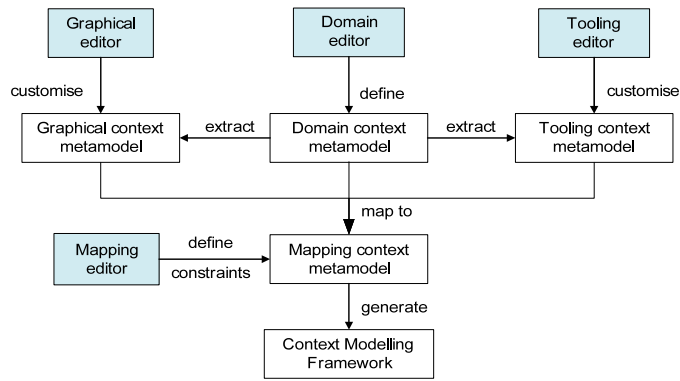 Graphical
editor
Domain
editor
Tooling
editor
customise
define
customise
Graphical context
metamodel
extract
Domain context
metamodel
extract
Tooling context
metamodel
map to
Mapping
editor
define
constraints
Mapping context
metamodel
generate
Context Modelling
Framework